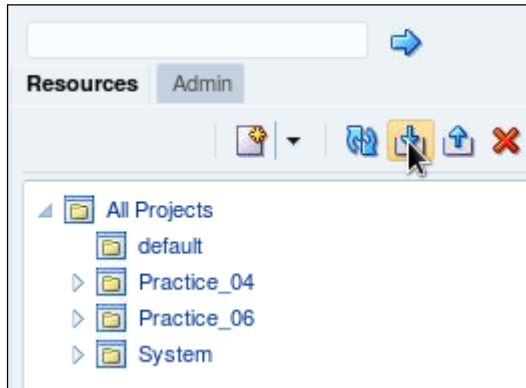 Resources Admin
All Projects
default
Practice_04
Practice_06
System